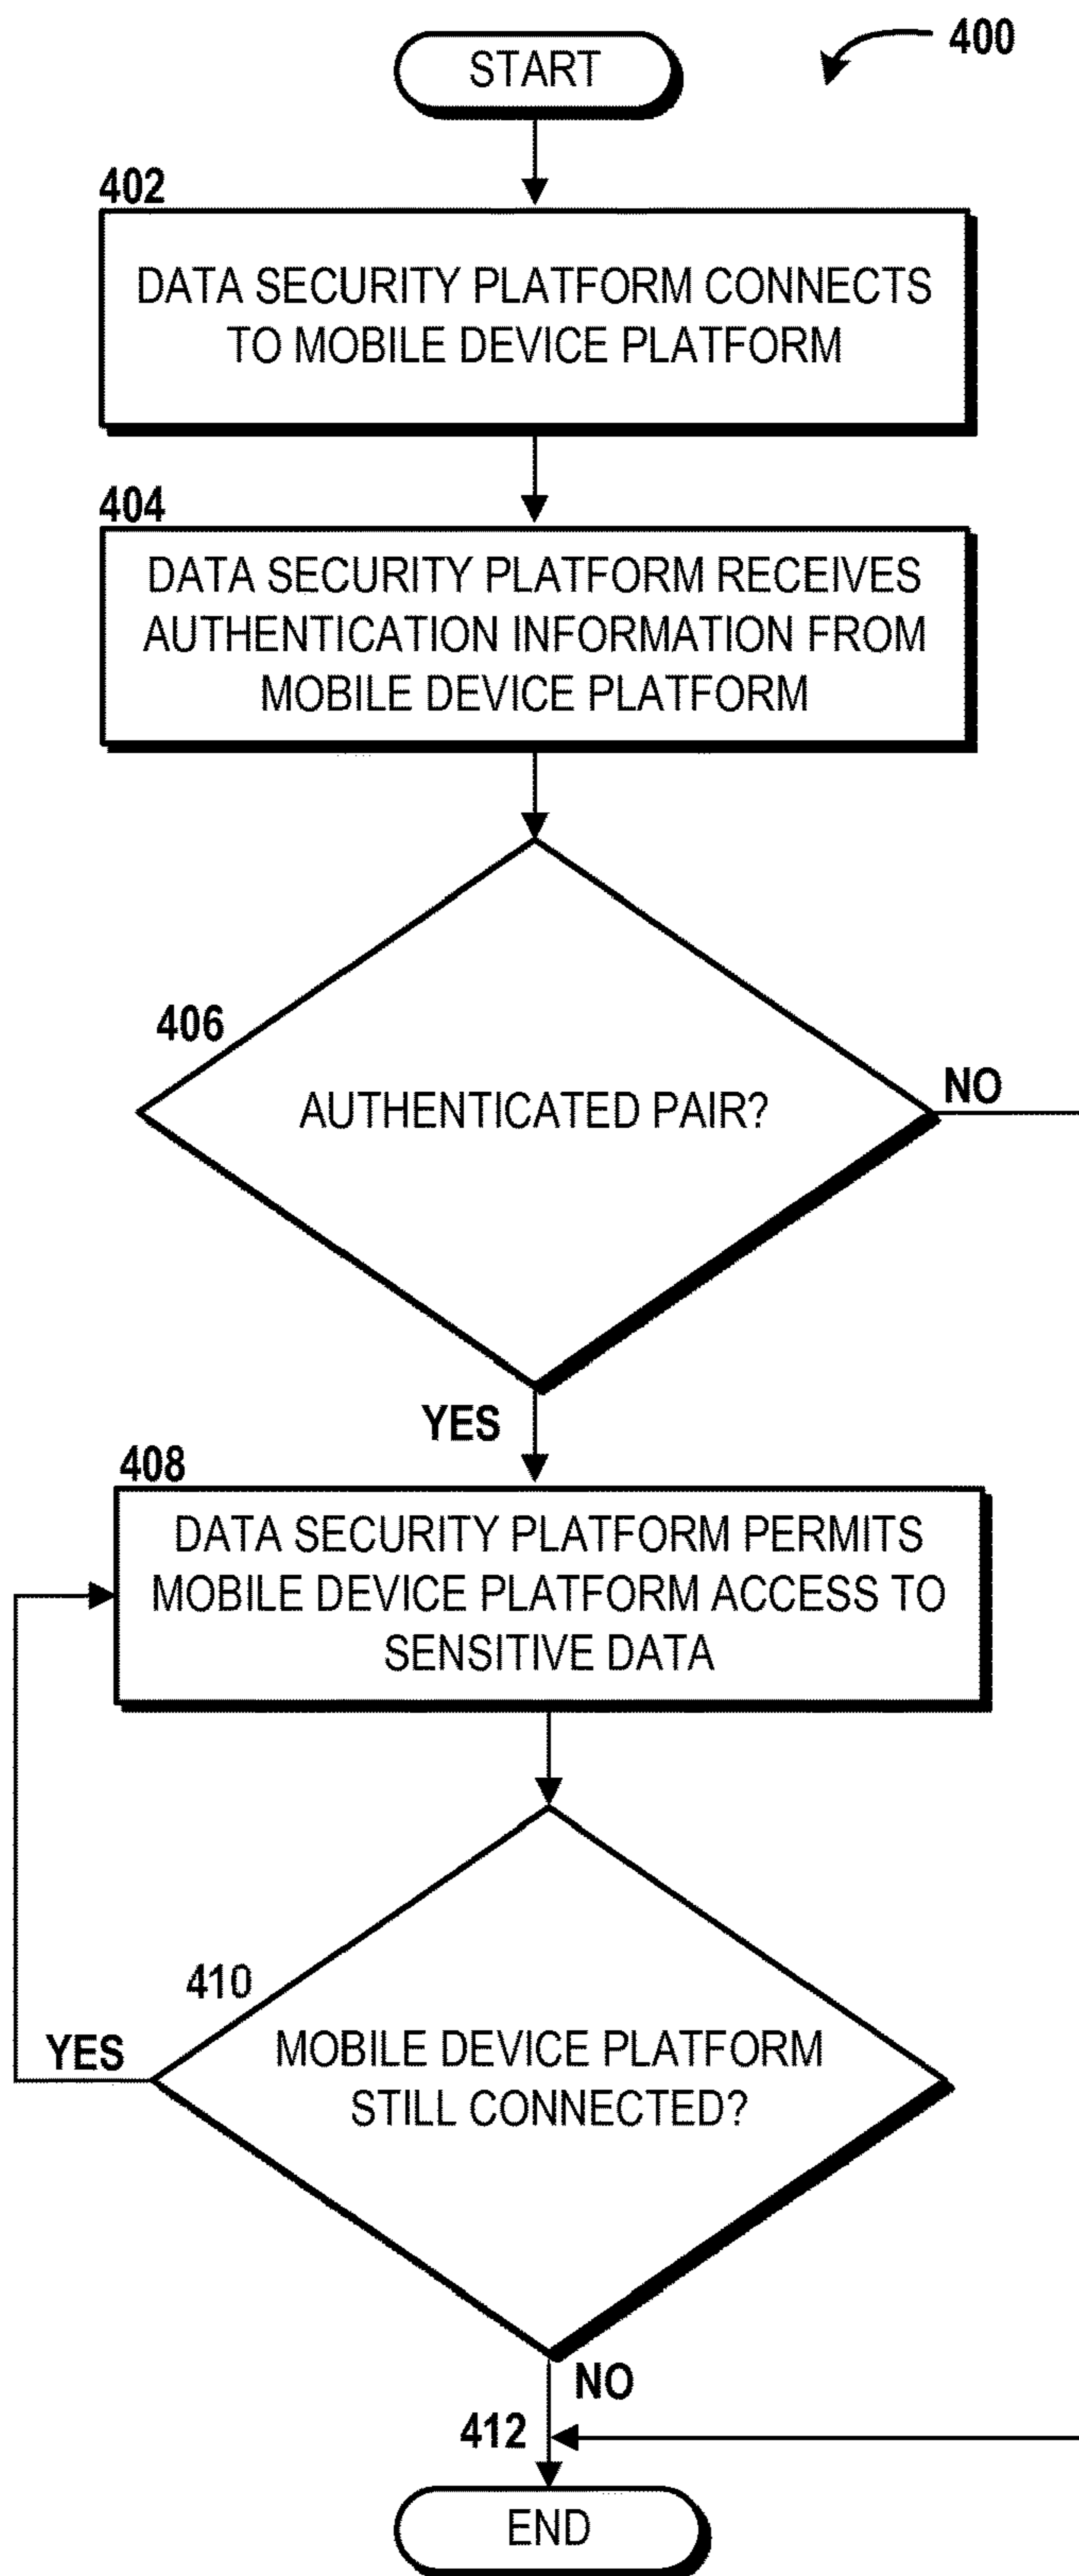 START
400
402
DATA SECURITY PLATFORM CONNECTS
TO MOBILE DEVICE PLATFORM
404
DATA SECURITY PLATFORM RECEIVES
AUTHENTICATION INFORMATION FROM
MOBILE DEVICE PLATFORM
406
AUTHENTICATED PAIR?
NO
YES
408
DATA SECURITY PLATFORM PERMITS
MOBILE DEVICE PLATFORM ACCESS TO
SENSITIVE DATA
410
YES
MOBILE DEVICE PLATFORM
STILL CONNECTED?
NO
412
END